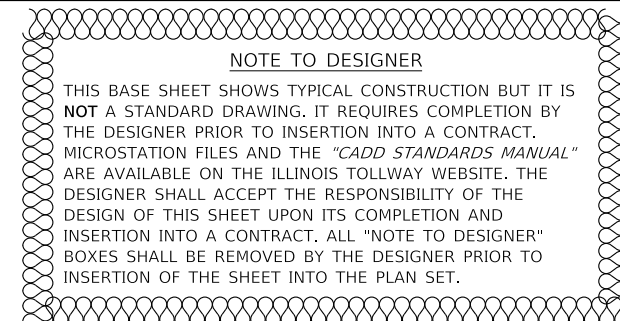 NOTE TO DESIGNER
THIS BASE SHEET SHOWS TYPICAL CONSTRUCTION BUT IT IS
NOT A STANDARD DRAWING. IT REQUIRES COMPLETION BY
THE DESIGNER PRIOR TO INSERTION INTO A CONTRACT.
MICROSTATION FILES AND THE "CADD STANDARDS MANUAL"
ARE AVAILABLE ON THE ILLINOIS TOLLWAY WEBSITE. THE
DESIGNER SHALL ACCEPT THE RESPONSIBILITY OF THE
DESIGN OF THIS SHEET UPON ITS COMPLETION AND
INSERTION INTO A CONTRACT. ALL "NOTE TO DESIGNER"
BOXES SHALL BE REMOVED BY THE DESIGNER PRIOR TO
INSERTION OF THE SHEET INTO THE PLAN SET.